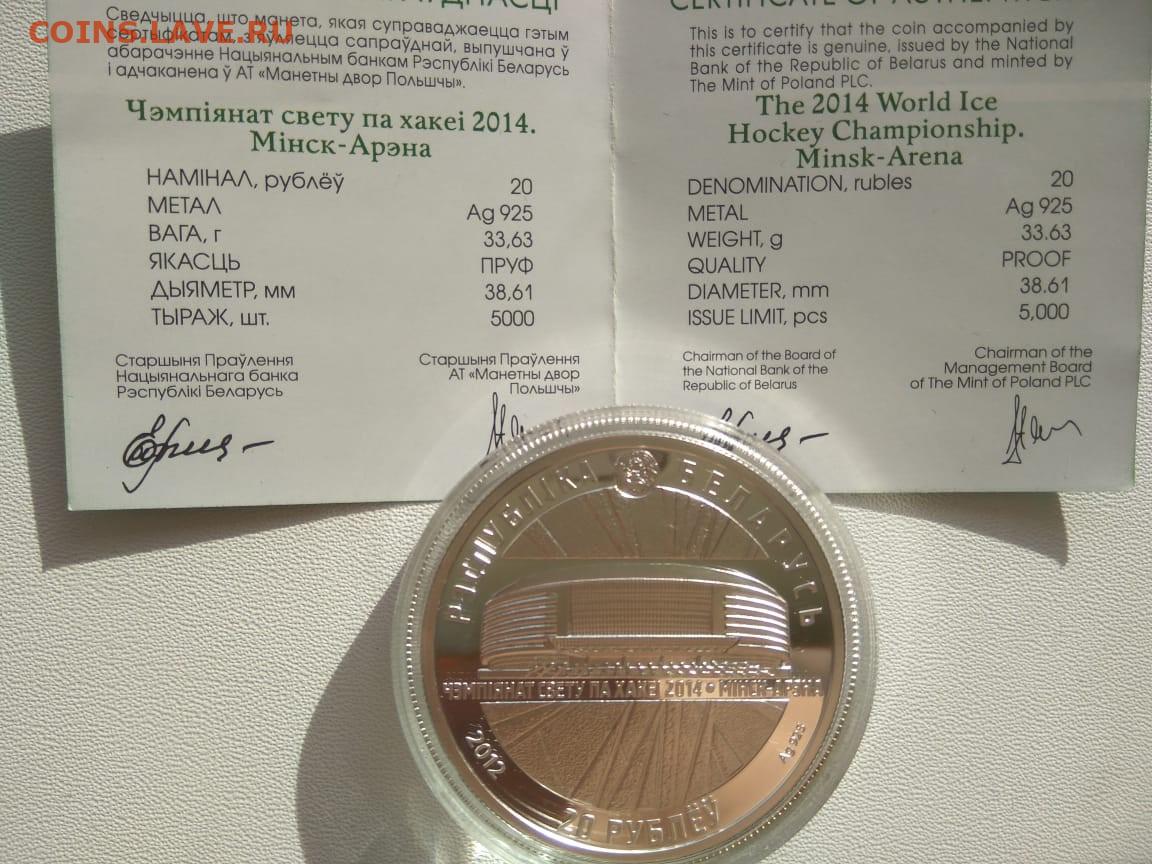 COINS.LAVE.RU
Сведчыцца, што манета, якая суправаджаецца гэтым
з'яўляецца сапраўднай, выпушчана ў
абарачэнне Нацыянальным банкам Рэспублікі Беларусь
і адчаканена ў АТ «Манетны двор Польшчы».
Чэмпіянат свету па хакеі 2014.
Мінск-Арэна
НАМІНАЛ, рублёў 20
МЕТАЛ Ag 925
ВАГА, г 33,63
ЯКАСЦЬ ПРУФ
ДЫЯМЕТР, мм 38,61
ТЫРАЖ, шт. 5000
Старшыня Праўлення
Нацыянальнага банка
Рэспублікі Беларусь
Старшыня Праўлення
АТ «Манетны двор
Польшчы»
CERTIFICATE OF
This is to certify that the coin accompanied by
this certificate is genuine, issued by the National
Bank of the Republic of Belarus and minted by
The Mint of Poland PLC.
The 2014 World Ice
Hockey Championship.
Minsk-Arena
DENOMINATION, rubles 20
METAL Ag 925
WEIGHT, g 33.63
QUALITY PROOF
DIAMETER, mm 38.61
ISSUE LIMIT, pcs 5,000
Chairman of the Board of
the National Bank of the
Republic of Belarus
Chairman of the
Management Board
of The Mint of Poland PLC
РЭСПУБЛІКА БЕЛАРУСЬ
ЧЭМПІЯНАТ СВЕТУ ПА ХАКЕІ 2014 • МІНСК-АРЭНА
2012
Ag 925
20 РУБЛЁЎ